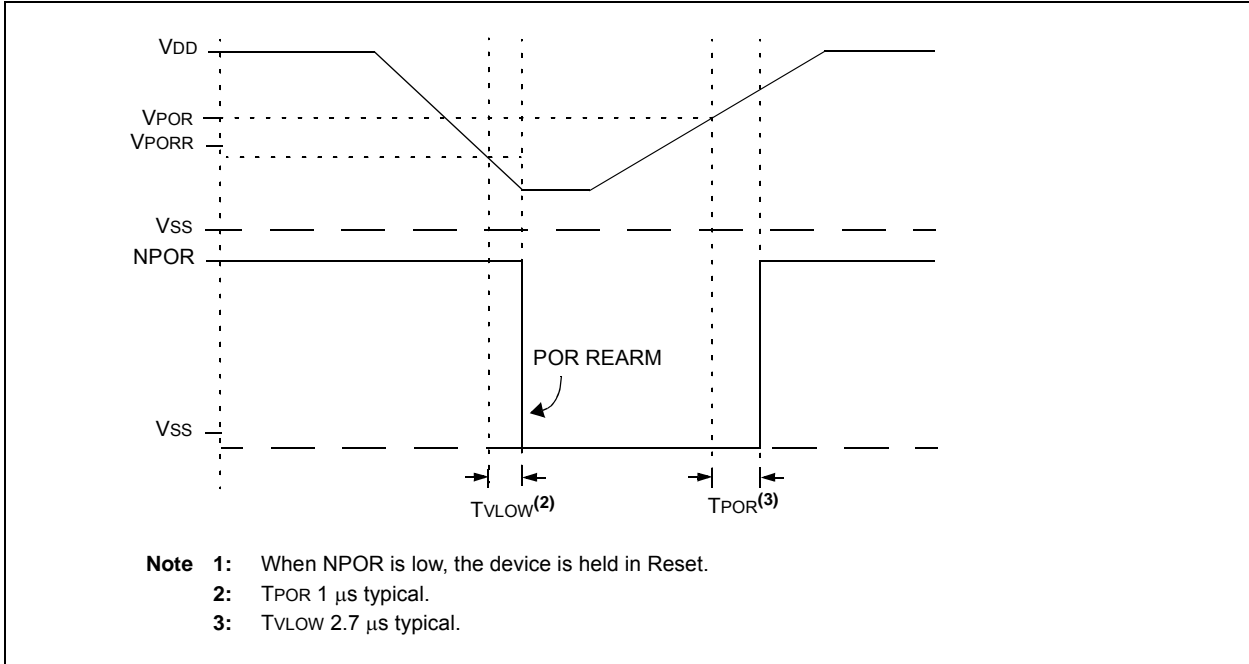 VDD
VPOR
VPORR
VSS
NPOR
POR REARM
VSS
TVLOW(2) TPOR(3)
Note 1: When NPOR is low, the device is held in Reset.
2: TPOR 1 μs typical.
3: TVLOW 2.7 μs typical.